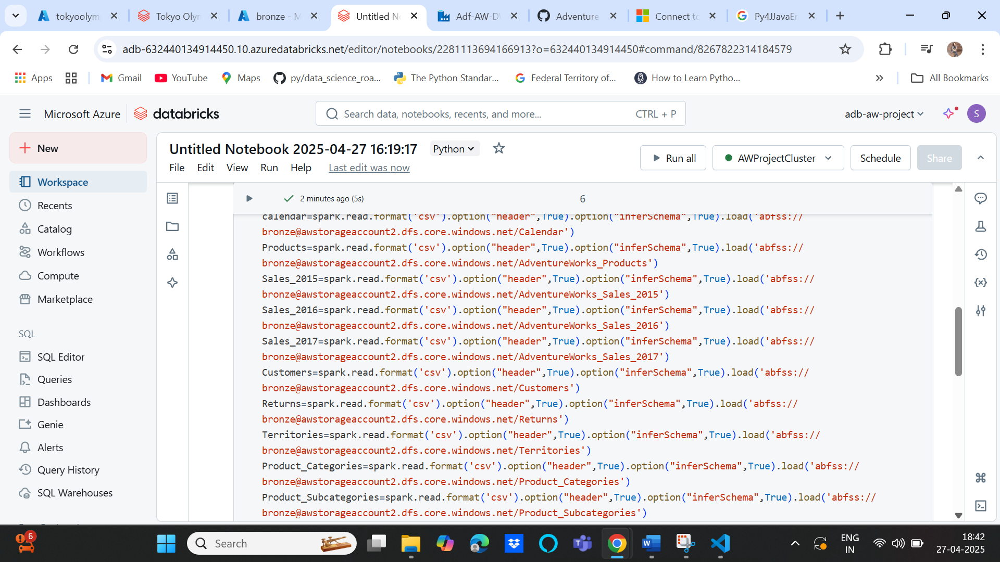 tokyoolym
Tokyo Olyn
bronze - M
Untitled No
Adf-AW-DW
Adventure
Connect to
Py4JJavaEr
adb-632440134914450.10.azuredatabricks.net/editor/notebooks/2281113694166913?o=632440134914450#command/8267822314184579
Apps
Gmail
YouTube
Maps
py/data_science_roa...
The Python Standar...
Federal Territory of...
How to Learn Pytho...
All Bookmarks
Microsoft Azure
databricks
Search data, notebooks, recents, and more...
CTRL + P
adb-aw-project
S
New
Untitled Notebook 2025-04-27 16:19:17
Python
Run all
AWProjectCluster
Schedule
Share
File Edit View Run Help Last edit was now
Workspace
Recents
Catalog
Workflows
Compute
Marketplace
SQL
SQL Editor
Queries
Dashboards
Genie
Alerts
Query History
SQL Warehouses
2 minutes ago (5s)
6
calendar=spark.read.format('csv').option("header",True).option("inferSchema",True).load('abfss://
bronze@awstorageaccount2.dfs.core.windows.net/Calendar')
Products=spark.read.format('csv').option("header",True).option("inferSchema",True).load('abfss://
bronze@awstorageaccount2.dfs.core.windows.net/AdventureWorks_Products')
Sales_2015=spark.read.format('csv').option("header",True).option("inferSchema",True).load('abfss://
bronze@awstorageaccount2.dfs.core.windows.net/AdventureWorks_Sales_2015')
Sales_2016=spark.read.format('csv').option("header",True).option("inferSchema",True).load('abfss://
bronze@awstorageaccount2.dfs.core.windows.net/AdventureWorks_Sales_2016')
Sales_2017=spark.read.format('csv').option("header",True).option("inferSchema",True).load('abfss://
bronze@awstorageaccount2.dfs.core.windows.net/AdventureWorks_Sales_2017')
Customers=spark.read.format('csv').option("header",True).option("inferSchema",True).load('abfss://
bronze@awstorageaccount2.dfs.core.windows.net/Customers')
Returns=spark.read.format('csv').option("header",True).option("inferSchema",True).load('abfss://
bronze@awstorageaccount2.dfs.core.windows.net/Returns')
Territories=spark.read.format('csv').option("header",True).option("inferSchema",True).load('abfss://
bronze@awstorageaccount2.dfs.core.windows.net/Territories')
Product_Categories=spark.read.format('csv').option("header",True).option("inferSchema",True).load('abfss://
bronze@awstorageaccount2.dfs.core.windows.net/Product_Categories')
Product_Subcategories=spark.read.format('csv').option("header",True).option("inferSchema",True).load('abfss://
bronze@awstorageaccount2.dfs.core.windows.net/Product_Subcategories')
6
Search
ENG
IN
18:42
27-04-2025